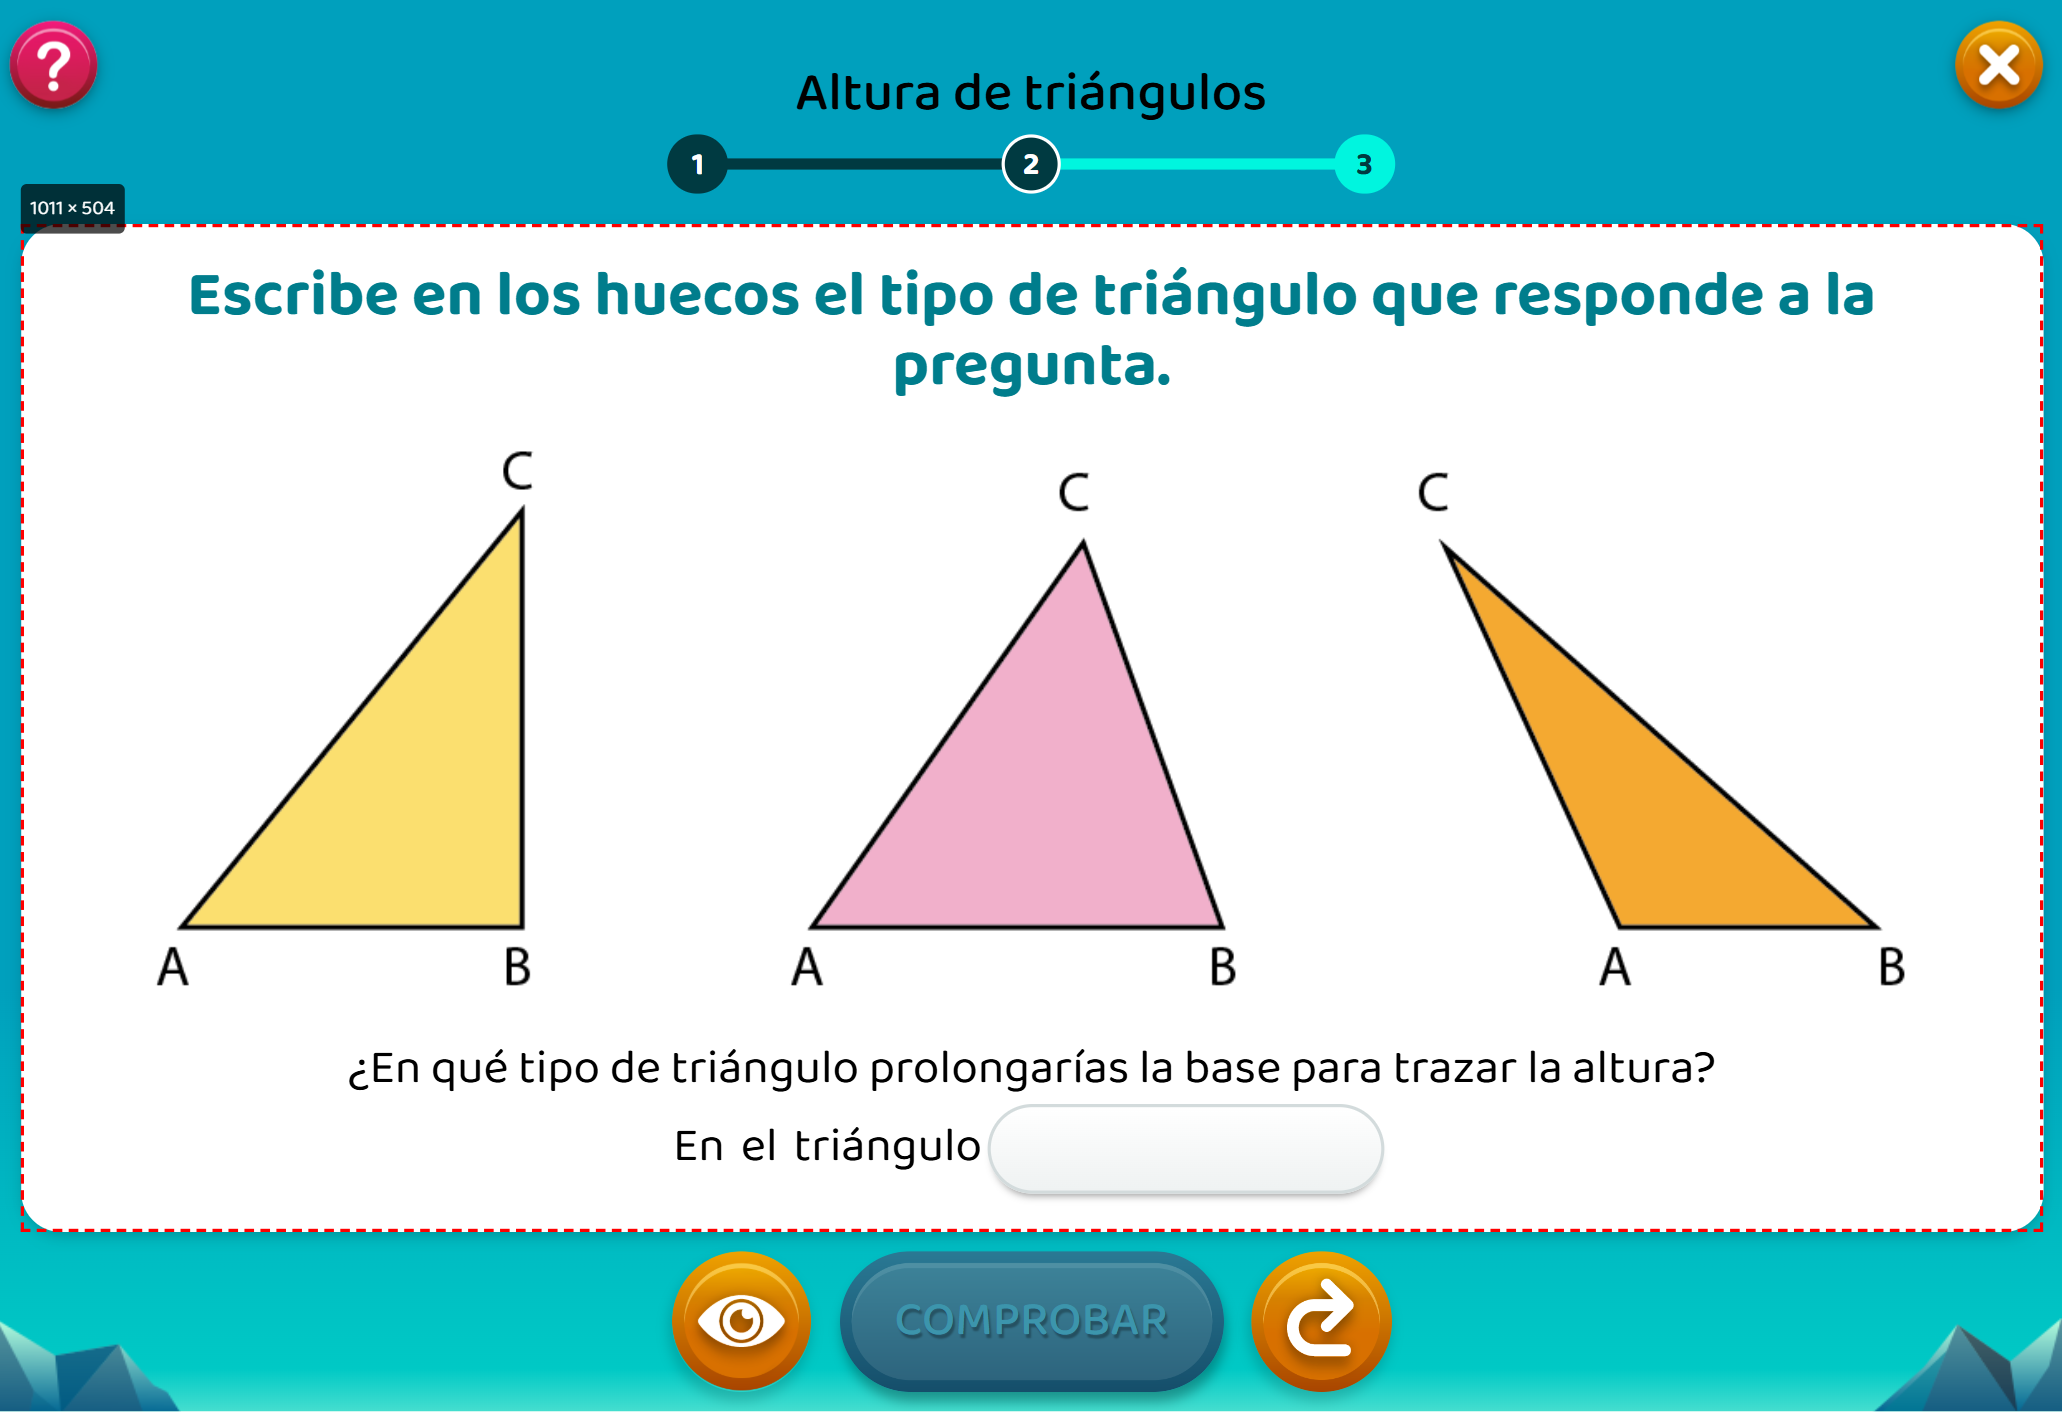 ?
Altura de triángulos
1 2 3
1011 × 504
Escribe en los huecos el tipo de triángulo que responde a la
pregunta.
C
C
C
A
B
A
B
A
B
¿En qué tipo de triángulo prolongarías la base para trazar la altura?
En el triángulo
COMPROBAR